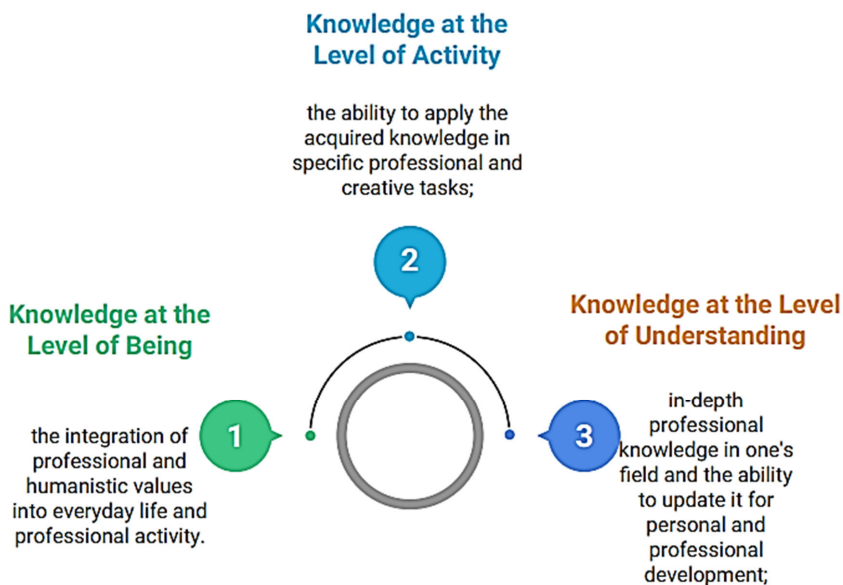 Knowledge at the
Level of Activity
the ability to apply the
acquired knowledge in
specific professional and
creative tasks;
2
Knowledge at the
Level of Being
1
the integration of
professional and
humanistic values
into everyday life and
professional activity.
Knowledge at the Level
of Understanding
3
in-depth
professional
knowledge in one's
field and the ability
to update it for
personal and
professional
development;